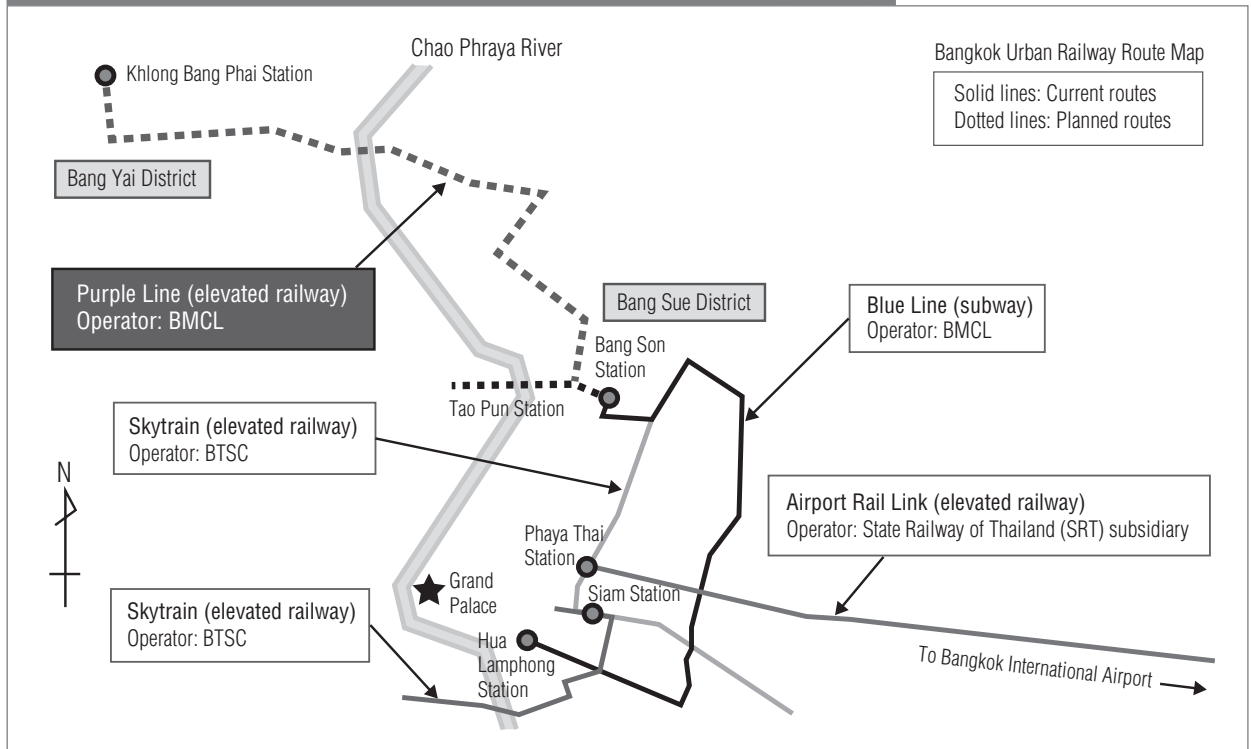 Chao Phraya River
Khlong Bang Phai Station
Bangkok Urban Railway Route Map
Solid lines: Current routes
Dotted lines: Planned routes
Bang Yai District
Purple Line (elevated railway)
Operator: BMCL
Bang Sue District
Blue Line (subway)
Operator: BMCL
Bang Son
Station
Tao Pun Station
Skytrain (elevated railway)
Operator: BTSC
N
Airport Rail Link (elevated railway)
Operator: State Railway of Thailand (SRT) subsidiary
Phaya Thai
Station
Siam Station
Grand
Palace
Skytrain (elevated railway)
Operator: BTSC
Hua
Lamphong
Station
To Bangkok International Airport